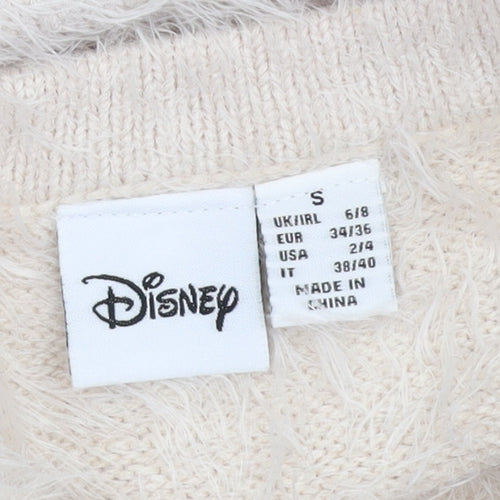 Disney
S
UK/IRL 6/8
EUR 34/36
USA 2/4
IT 38/40
MADE IN
CHINA